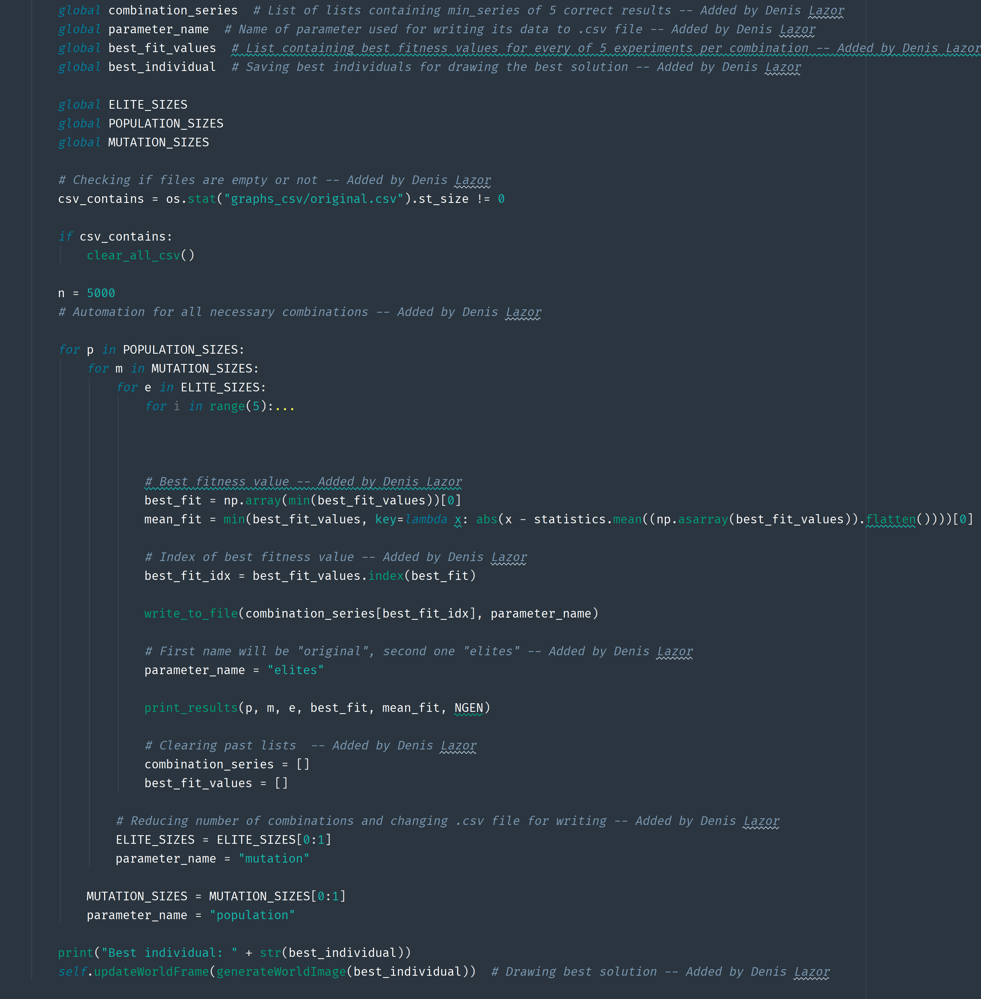 global combination_series  # List of lists containing min_series of 5 correct results -- Added by Denis Lazor
global parameter_name  # Name of parameter used for writing its data to .csv file -- Added by Denis Lazor
global best_fit_values  # List containing best fitness values for every of 5 experiments per combination -- Added by Denis Lazor
global best_individual  # Saving best individuals for drawing the best solution -- Added by Denis Lazor
global ELITE_SIZES
global POPULATION_SIZES
global MUTATION_SIZES
# Checking if files are empty or not -- Added by Denis Lazor
csv_contains = os.stat("graphs_csv/original.csv").st_size != 0
if csv_contains:
clear_all_csv()
n = 5000
# Automation for all necessary combinations -- Added by Denis Lazor
for p in POPULATION_SIZES:
for m in MUTATION_SIZES:
for e in ELITE_SIZES:
for i in range(5):...
# Best fitness value -- Added by Denis Lazor
best_fit = np.array(min(best_fit_values))[0]
mean_fit = min(best_fit_values, key=lambda x: abs(x - statistics.mean((np.asarray(best_fit_values)).flatten())))[0]
# Index of best fitness value -- Added by Denis Lazor
best_fit_idx = best_fit_values.index(best_fit)
write_to_file(combination_series[best_fit_idx], parameter_name)
# First name will be "original", second one "elites" -- Added by Denis Lazor
parameter_name = "elites"
print_results(p, m, e, best_fit, mean_fit, NGEN)
# Clearing past lists  -- Added by Denis Lazor
combination_series = []
best_fit_values = []
# Reducing number of combinations and changing .csv file for writing -- Added by Denis Lazor
ELITE_SIZES = ELITE_SIZES[0:1]
parameter_name = "mutation"
MUTATION_SIZES = MUTATION_SIZES[0:1]
parameter_name = "population"
print("Best individual: " + str(best_individual))
self.updateWorldFrame(generateWorldImage(best_individual))  # Drawing best solution -- Added by Denis Lazor